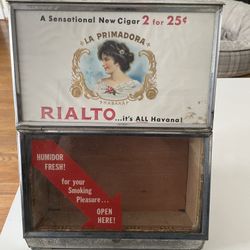 A Sensational New Cigar 2 for 25¢
LA PRIMADORA
HABANA
RIALTO...it's ALL Havana!
HUMIDOR
FRESH!
for your
Smoking
Pleasure...
OPEN
HERE!